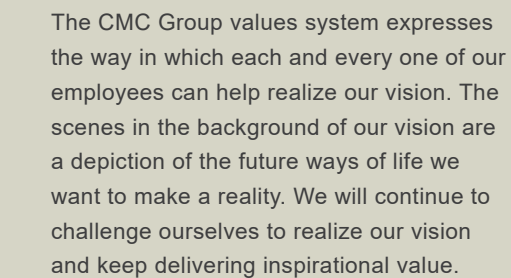 The CMC Group values system expresses
the way in which each and every one of our
employees can help realize our vision. The
scenes in the background of our vision are
a depiction of the future ways of life we
want to make a reality. We will continue to
challenge ourselves to realize our vision
and keep delivering inspirational value.